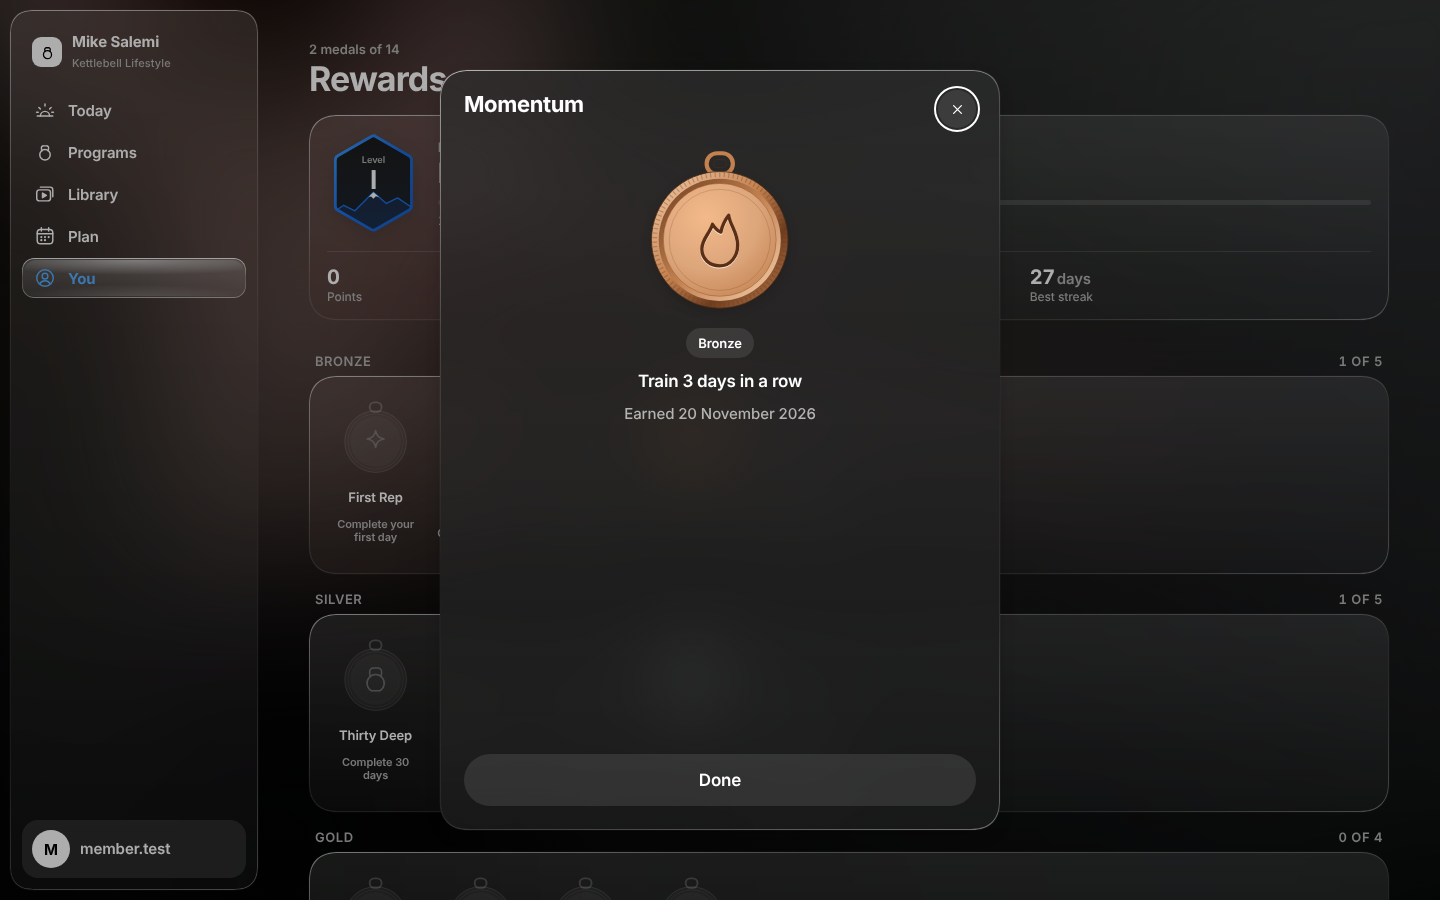 Mike Salemi
Kettlebell Lifestyle
Today
Programs
Library
Plan
You
M
member.test
2 medals of 14
Rewards
Level
I
0
Points
27 days
Best streak
BRONZE
1 OF 5
First Rep
Complete your
first day
SILVER
1 OF 5
Thirty Deep
Complete 30
days
GOLD
0 OF 4
Momentum
Bronze
Train 3 days in a row
Earned 20 November 2026
Done